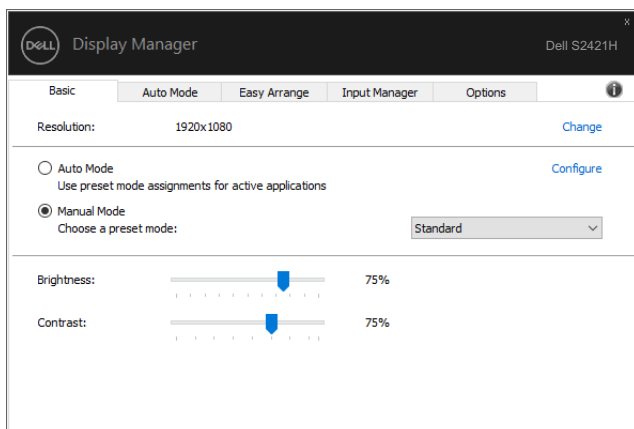 x
DELL Display Manager Dell S2421H
Basic Auto Mode Easy Arrange Input Manager Options i
Resolution: 1920x1080 Change
Auto Mode Configure
Use preset mode assignments for active applications
Manual Mode
Choose a preset mode: Standard
Brightness: 75%
Contrast: 75%